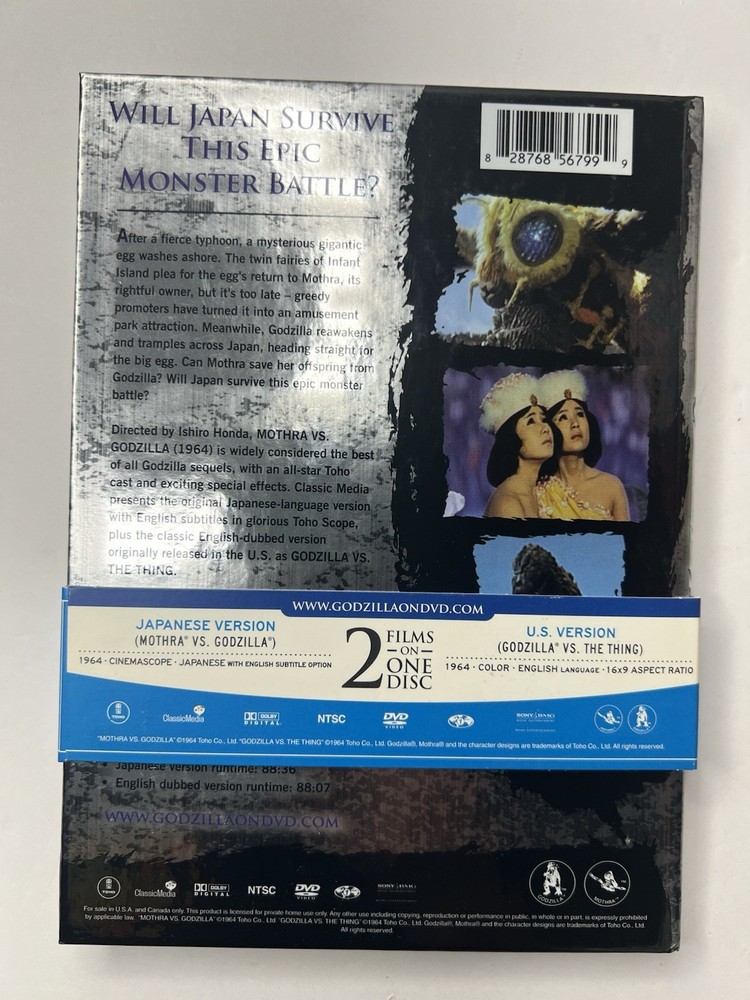 WILL JAPAN SURVIVE
THIS EPIC
MONSTER BATTLE?
8 28768 56799 9
After a fierce typhoon, a mysterious gigantic
egg washes ashore. The twin fairies of Infant
Island plea for the egg's return to Mothra, its
rightful owner, but it's too late – greedy
promoters have turned it into an amusement
park attraction. Meanwhile, Godzilla reawakens
and tramples across Japan, heading straight for
the big egg. Can Mothra save her offspring from
Godzilla? Will Japan survive this epic monster
battle?
Directed by Ishiro Honda, MOTHRA VS.
GODZILLA (1964) is widely considered the best
of all Godzilla sequels, with an all-star Toho
cast and exciting special effects. Classic Media
presents the original Japanese-language version
with English subtitles in glorious Toho Scope,
plus the classic English-dubbed version
originally released in the U.S. as GODZILLA VS.
THE THING.
WWW.GODZILLAONDVD.COM
JAPANESE VERSION
(MOTHRA® VS. GODZILLA®)
1964 · CINEMASCOPE · JAPANESE WITH ENGLISH SUBTITLE OPTION
2 FILMS
ON
ONE
DISC
U.S. VERSION
(GODZILLA® VS. THE THING)
1964 · COLOR · ENGLISH LANGUAGE · 16x9 ASPECT RATIO
TOHO ClassicMedia DOLBY DIGITAL NTSC DVD VIDEO SONY BMG
"MOTHRA VS. GODZILLA" ©1964 Toho Co., Ltd. "GODZILLA VS. THE THING" ©1964 Toho Co., Ltd. Godzilla®, Mothra® and the character designs are trademarks of Toho Co., Ltd. All rights reserved.
• Japanese version runtime: 88:36
• English dubbed version runtime: 88:07
WWW.GODZILLAONDVD.COM
TOHO ClassicMedia DOLBY DIGITAL NTSC DVD VIDEO SONY BMG GODZILLA MOTHRA™
For sale in U.S.A. and Canada only. This product is licensed for private home use only. Any other use including copying, reproduction or performance in public, in whole or in part, is expressly prohibited
by applicable law. "MOTHRA VS. GODZILLA" ©1964 Toho Co., Ltd. "GODZILLA VS. THE THING" ©1964 Toho Co., Ltd. Godzilla®, Mothra® and the character designs are trademarks of Toho Co., Ltd.
All rights reserved.